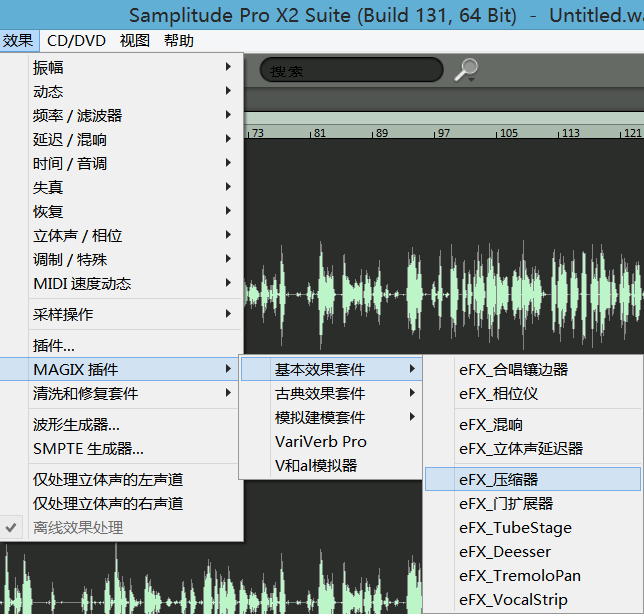 Samplitude Pro X2 Suite (Build 131, 64 Bit) - Untitled.wa
效果 CD/DVD 视图 帮助
搜索
73 81 89 97 105 113 121
振幅
动态
频率 / 滤波器
延迟 / 混响
时间 / 音调
失真
恢复
立体声 / 相位
调制 / 特殊
MIDI 速度动态
采样操作
插件...
MAGIX 插件
清洗和修复套件
波形生成器...
SMPTE 生成器...
仅处理立体声的左声道
仅处理立体声的右声道
离线效果处理
基本效果套件
古典效果套件
模拟建模套件
VariVerb Pro
V和al模拟器
eFX_合唱镶边器
eFX_相位仪
eFX_混响
eFX_立体声延迟器
eFX_压缩器
eFX_门扩展器
eFX_TubeStage
eFX_Deesser
eFX_TremoloPan
eFX_VocalStrip